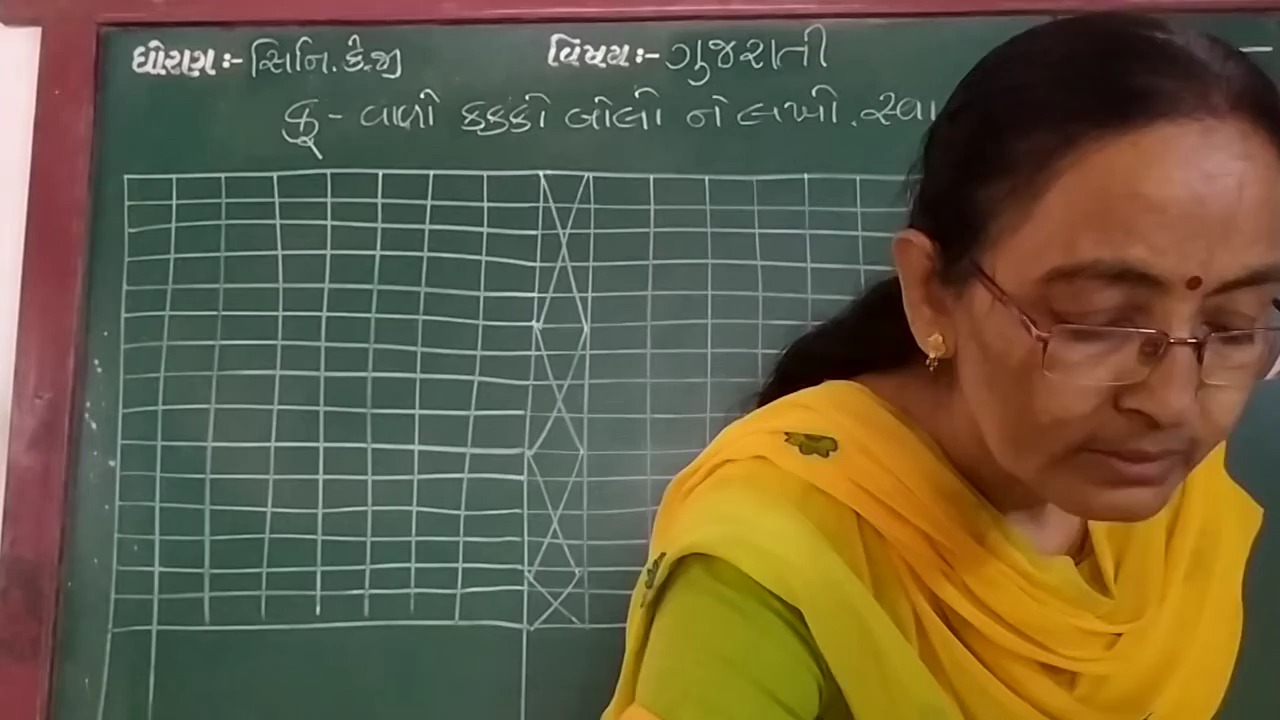 ધોરણ:- સિનિ. કે.જી વિષય:- ગુજરાતી
કૂ - વાળો કક્કો બોલો ને લખો. સ્વા